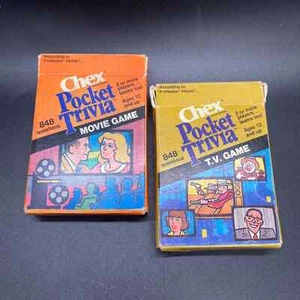 "According to
"Professor" Hoyle"...
Chex
Pocket
Trivia
848
questions
2 or more
players...
teams too!
Ages 12
and up
MOVIE GAME
"According to
"Professor" Hoyle"...
Chex
Pocket
Trivia
848
questions
2 or more
players...
teams too!
Ages 12
and up
T.V. GAME